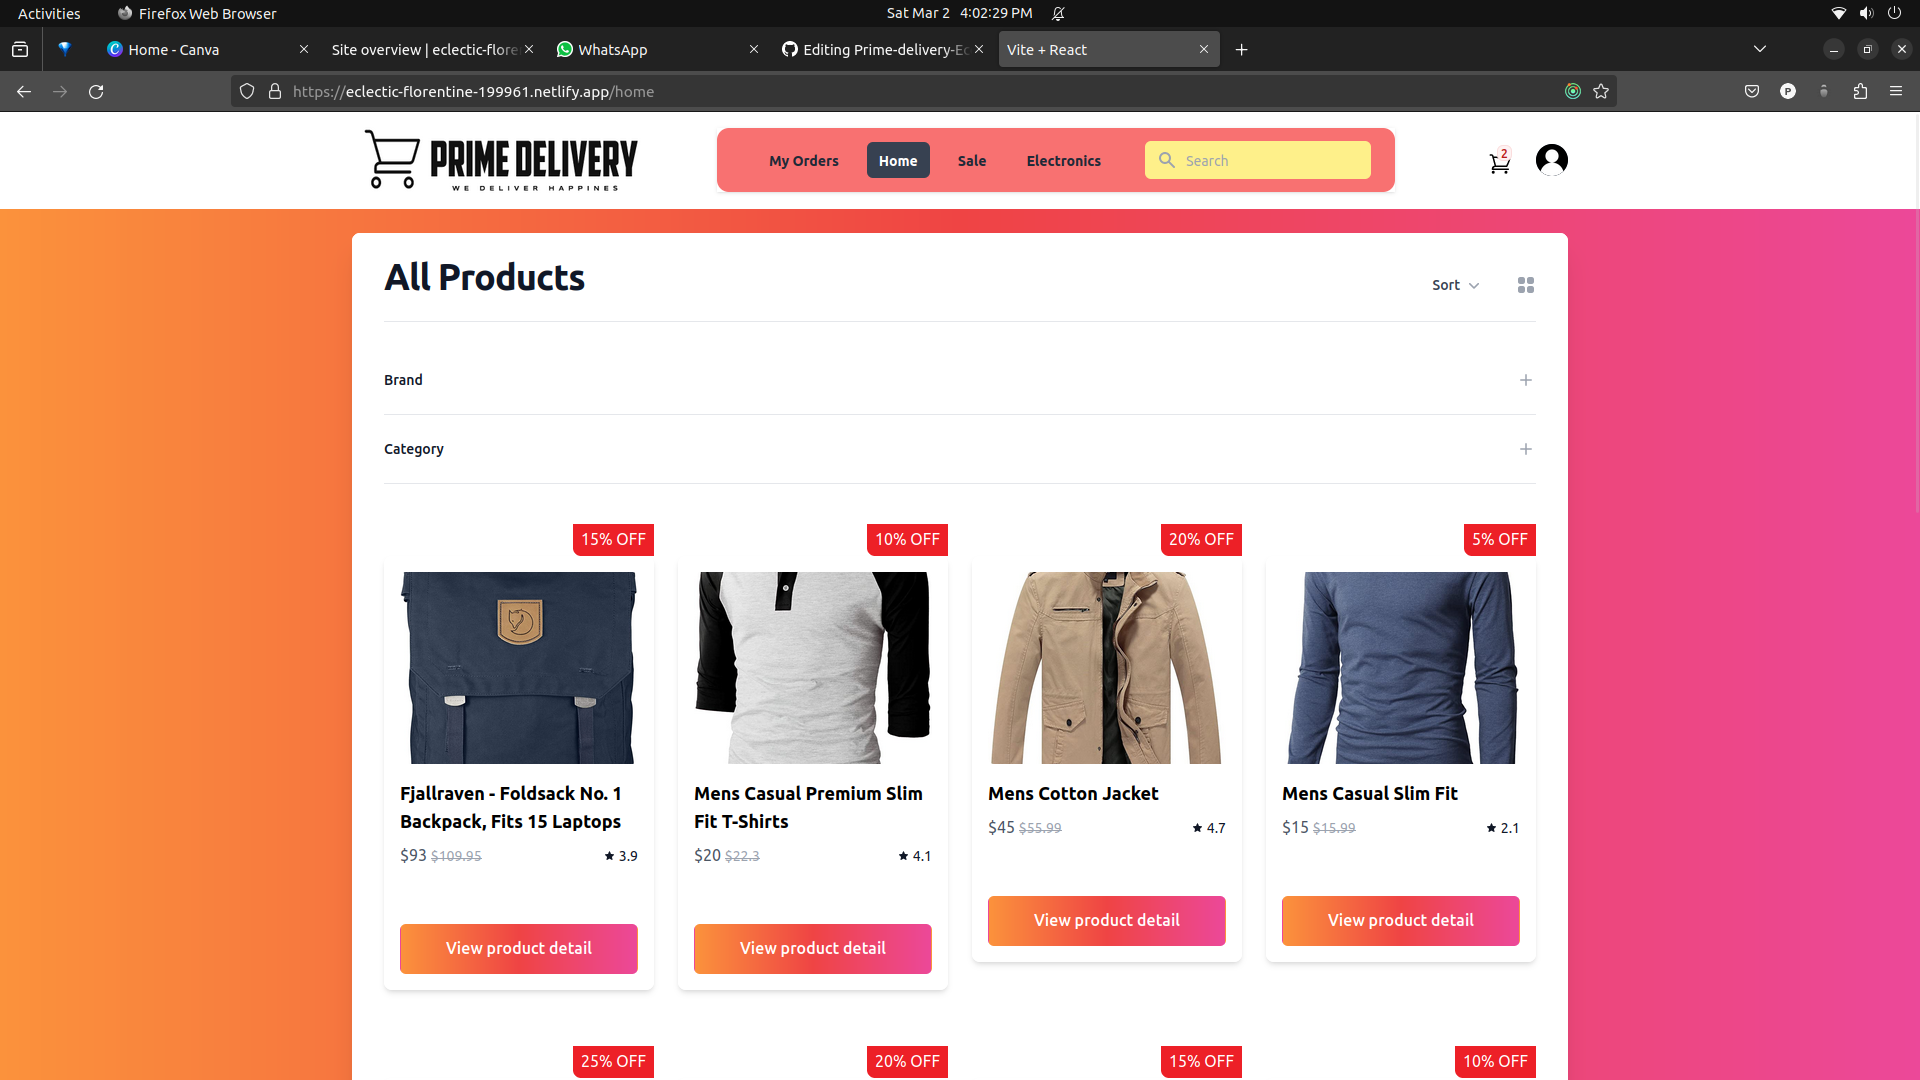 Activities
Firefox Web Browser
Sat Mar 2 4:02:29 PM
Home - Canva
Site overview | eclectic-flore
WhatsApp
Editing Prime-delivery-Ec
Vite + React
https://eclectic-florentine-199961.netlify.app/home
P
PRIME DELIVERY
WE DELIVER HAPPINES
My Orders
Home
Sale
Electronics
Search
2
All Products
Sort
Brand
Category
15% OFF
10% OFF
20% OFF
5% OFF
Fjallraven - Foldsack No. 1
Backpack, Fits 15 Laptops
$93 $109.95
3.9
View product detail
Mens Casual Premium Slim
Fit T-Shirts
$20 $22.3
4.1
View product detail
Mens Cotton Jacket
$45 $55.99
4.7
View product detail
Mens Casual Slim Fit
$15 $15.99
2.1
View product detail
25% OFF
20% OFF
15% OFF
10% OFF